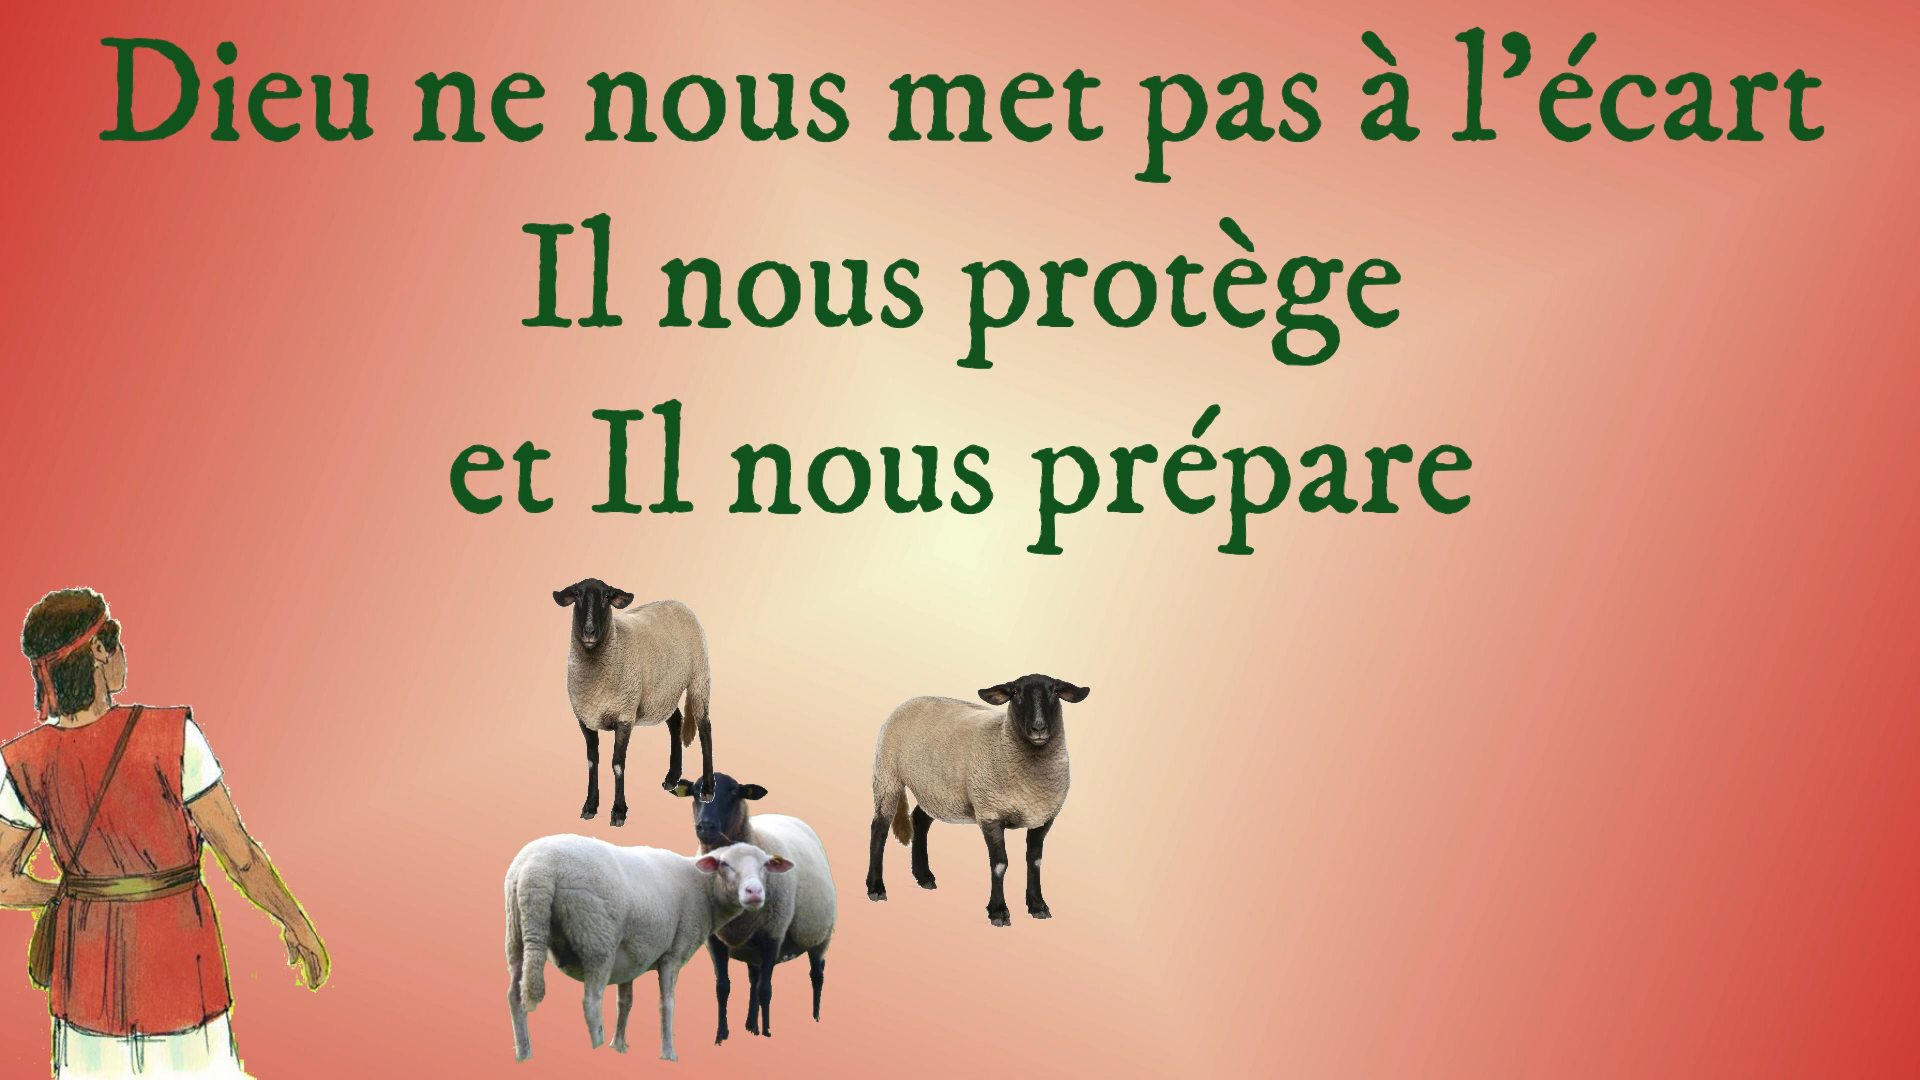 Dieu ne nous met pas à l’écart
Il nous protège
et Il nous prépare